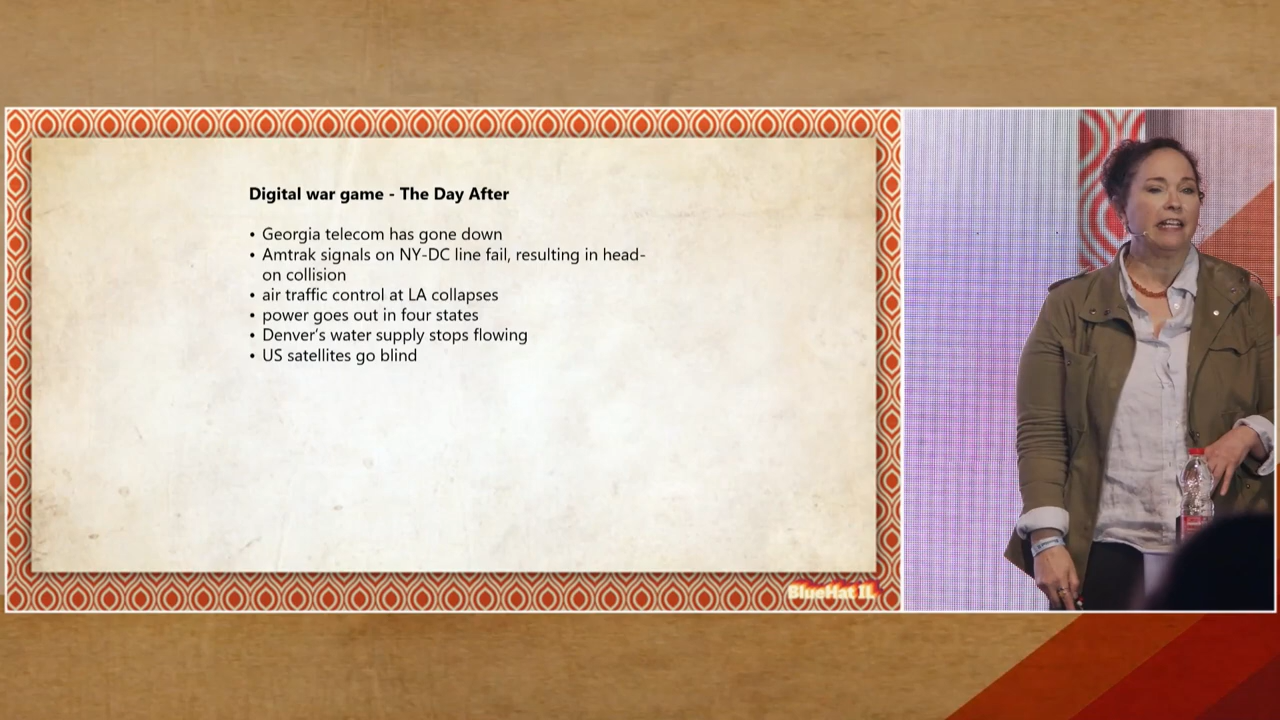 Digital war game - The Day After
• Georgia telecom has gone down
• Amtrak signals on NY-DC line fail, resulting in head-
on collision
• air traffic control at LA collapses
• power goes out in four states
• Denver's water supply stops flowing
• US satellites go blind
BlueHat IL